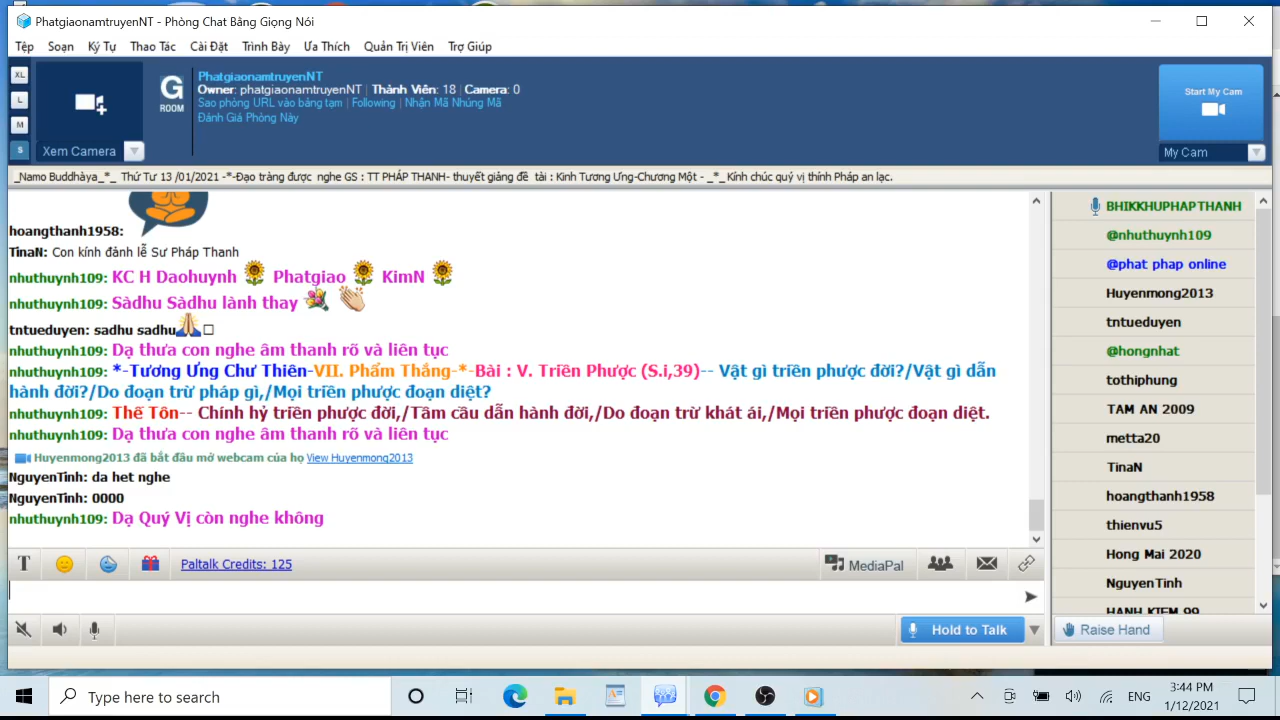 PhatgiaonamtruyenNT - Phòng Chat Bằng Giọng Nói
Tệp Soạn Ký Tự Thao Tác Cài Đặt Trình Bày Ưa Thích Quản Trị Viên Trợ Giúp
XL
L
M
S
Xem Camera
G
ROOM
PhatgiaonamtruyenNT
Owner: phatgiaonamtruyenNT | Thành Viên: 18 | Camera: 0
Sao phòng URL vào bảng tạm | Following | Nhận Mã Nhúng Mã
Đánh Giá Phòng Này
Start My Cam
My Cam
_Namo Buddhàya_*_ Thứ Tư 13 /01/2021 -*-Đạo tràng được nghe GS : TT PHÁP THANH- thuyết giảng đề tài : Kinh Tương Ưng-Chương Một - _*_ Kính chúc quý vị thính Pháp an lạc.
hoangthanh1958:
TinaN: Con kính đảnh lễ Sư Pháp Thanh
nhuthuynh109: KC H Daohuynh Phatgiao KimN
nhuthuynh109: Sàdhu Sàdhu lành thay
tntueduyen: sadhu sadhu
nhuthuynh109: Dạ thưa con nghe âm thanh rõ và liên tục
nhuthuynh109: *-Tương Ưng Chư Thiên-VII. Phẩm Thắng-*-Bài : V. Triền Phược (S.i,39)-- Vật gì triền phược đời?/Vật gì dẫn
hành đời?/Do đoạn trừ pháp gì,/Mọi triền phược đoạn diệt?
nhuthuynh109: Thế Tôn-- Chính hỷ triền phược đời,/Tầm cầu dẫn hành đời,/Do đoạn trừ khát ái,/Mọi triền phược đoạn diệt.
nhuthuynh109: Dạ thưa con nghe âm thanh rõ và liên tục
Huyenmong2013 đã bắt đầu mở webcam của họ View Huyenmong2013
NguyenTinh: da het nghe
NguyenTinh: 0000
nhuthuynh109: Dạ Quý Vị còn nghe không
BHIKKHUPHAPTHANH
@nhuthuynh109
@phat phap online
Huyenmong2013
tntueduyen
@hongnhat
tothiphung
TAM AN 2009
metta20
TinaN
hoangthanh1958
thienvu5
Hong Mai 2020
NguyenTinh
HANH KIEM 99
T Paltalk Credits: 125 MediaPal
Hold to Talk
Raise Hand
Type here to search
ENG
3:44 PM
1/12/2021